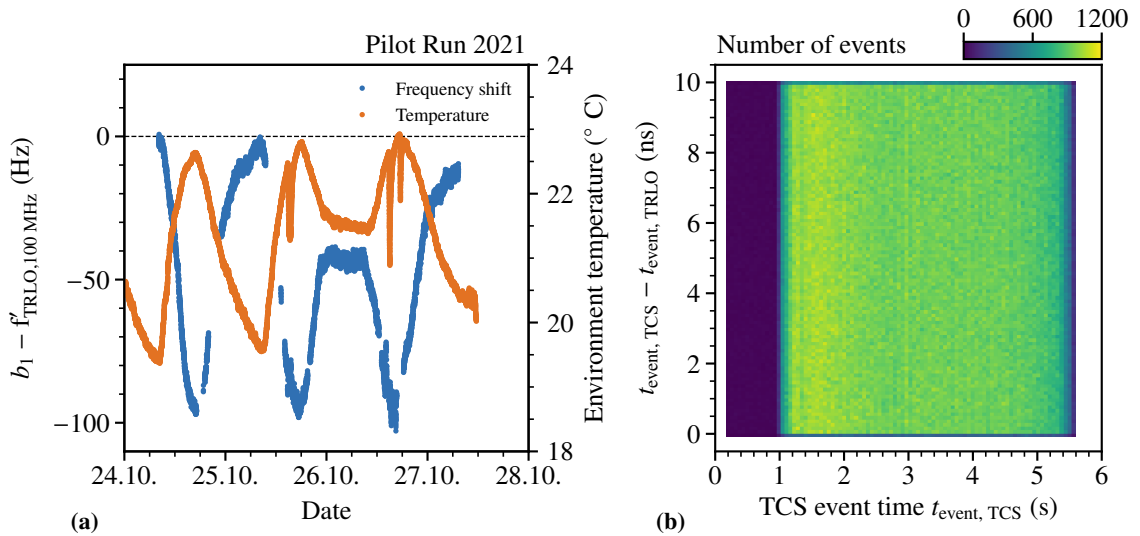 Pilot Run 2021
Frequency shift
Temperature
b₁ − f′TRLO,100 MHz (Hz)
0
−50
−100
24
22
20
18
Environment temperature (° C)
24.10.
25.10.
26.10.
27.10.
28.10.
Date
(a)
0
600
1200
Number of events
t event, TCS − t event, TRLO (ns)
10
8
6
4
2
0
0
1
2
3
4
5
6
TCS event time t event, TCS (s)
(b)